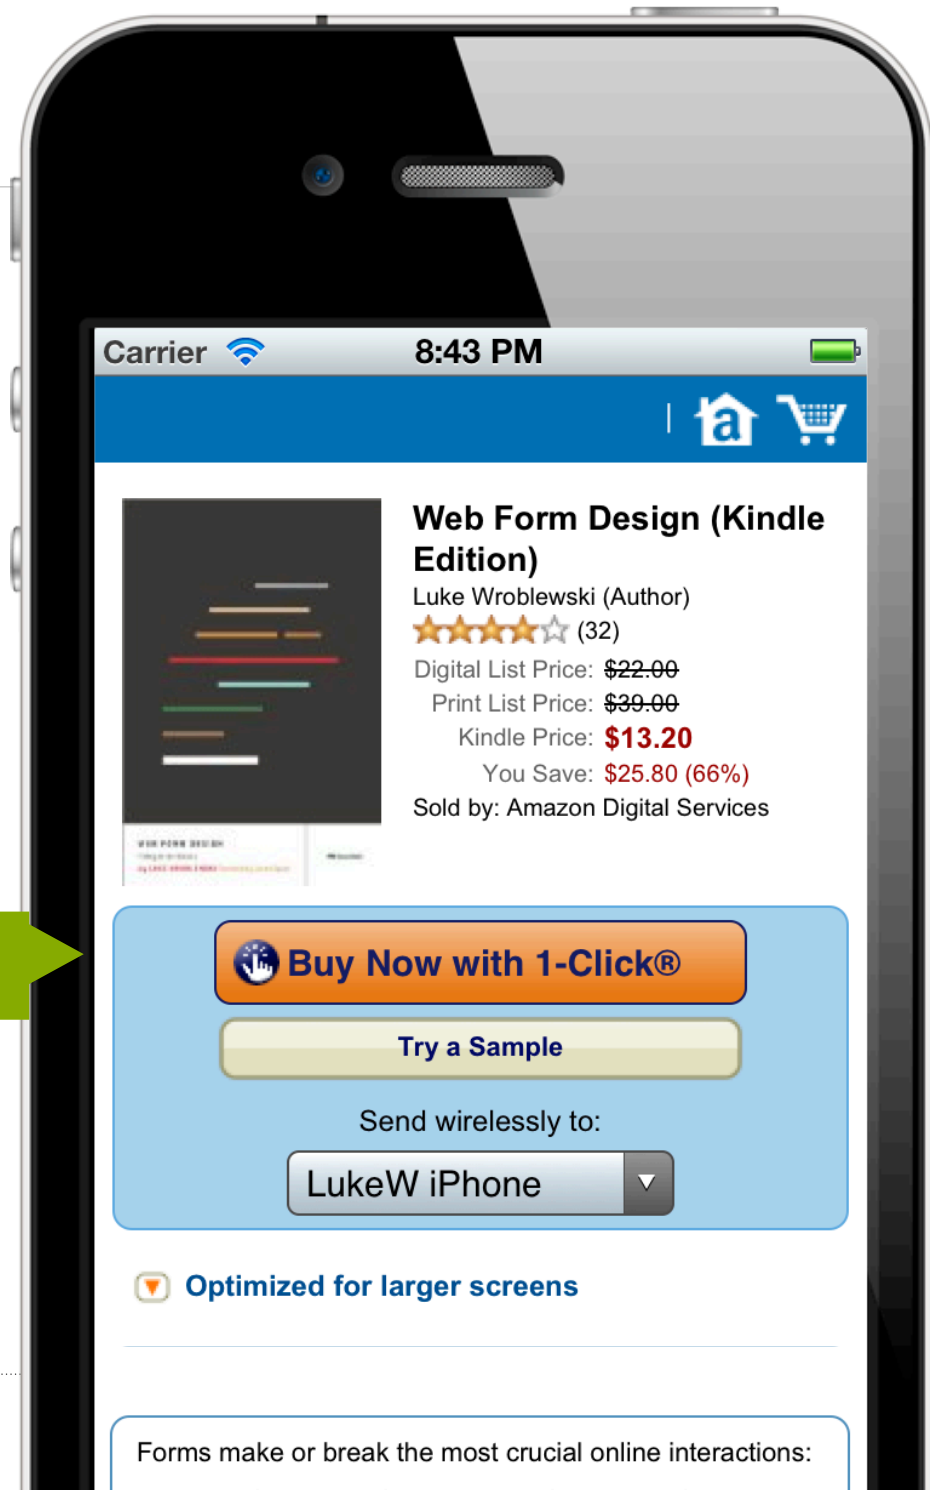 Carrier 8:43 PM
a
Web Form Design (Kindle
Edition)
Luke Wroblewski (Author)
(32)
Digital List Price: $22.00
Print List Price: $39.00
Kindle Price: $13.20
You Save: $25.80 (66%)
Sold by: Amazon Digital Services
WEB FORM DESIGN
Buy Now with 1-Click®
Try a Sample
Send wirelessly to:
LukeW iPhone
Optimized for larger screens
Forms make or break the most crucial online interactions: